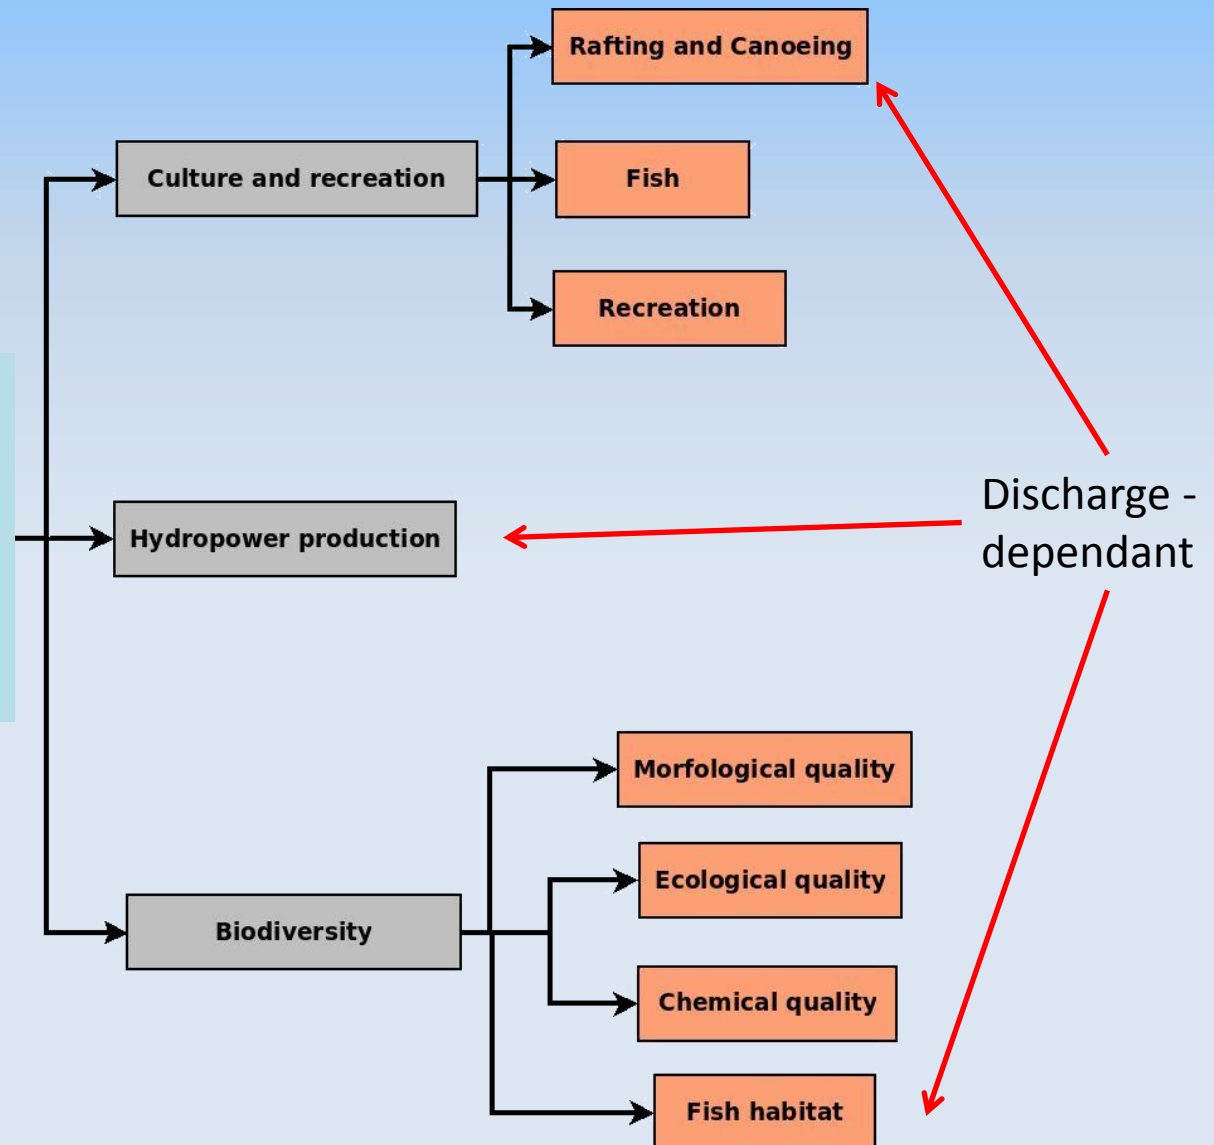 Rafting and Canoeing
Culture and recreation
Fish
Recreation
Hydropower production
Discharge -
dependant
Morfological quality
Ecological quality
Biodiversity
Chemical quality
Fish habitat